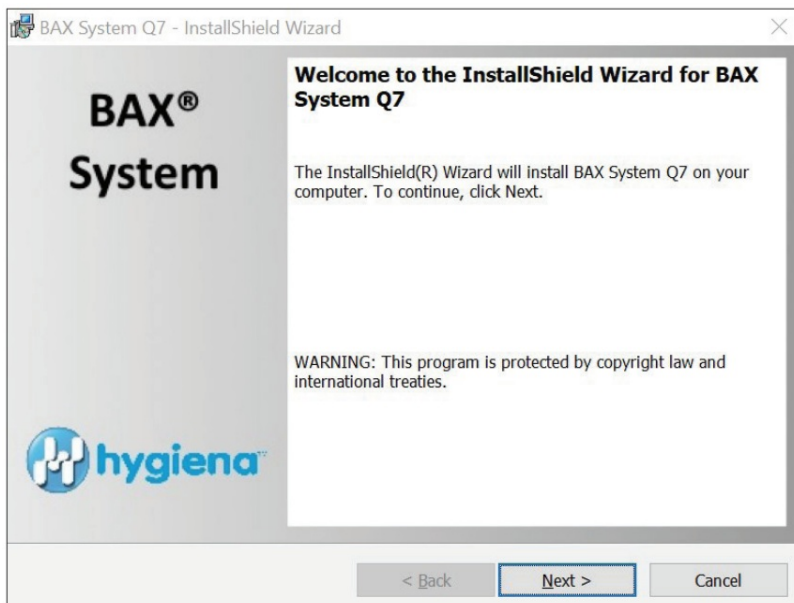 BAX System Q7 - InstallShield Wizard
BAX®
System
Welcome to the InstallShield Wizard for BAX
System Q7
The InstallShield(R) Wizard will install BAX System Q7 on your
computer. To continue, click Next.
WARNING: This program is protected by copyright law and
international treaties.
hygiena™
< Back
Next >
Cancel